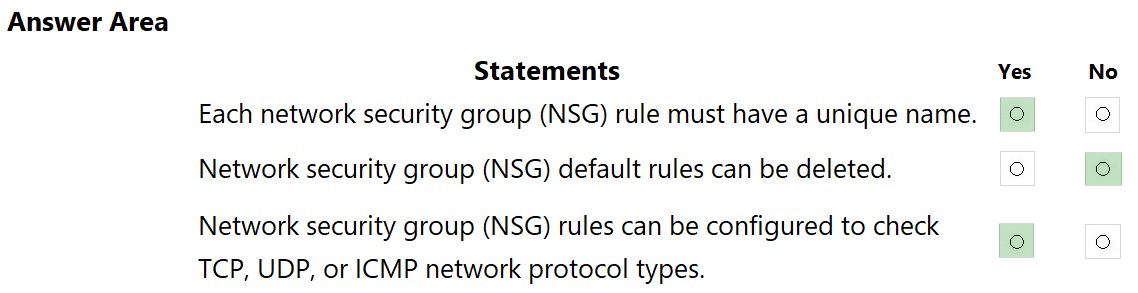 Answer Area
Statements Yes No
Each network security group (NSG) rule must have a unique name.
Network security group (NSG) default rules can be deleted.
Network security group (NSG) rules can be configured to check
TCP, UDP, or ICMP network protocol types.